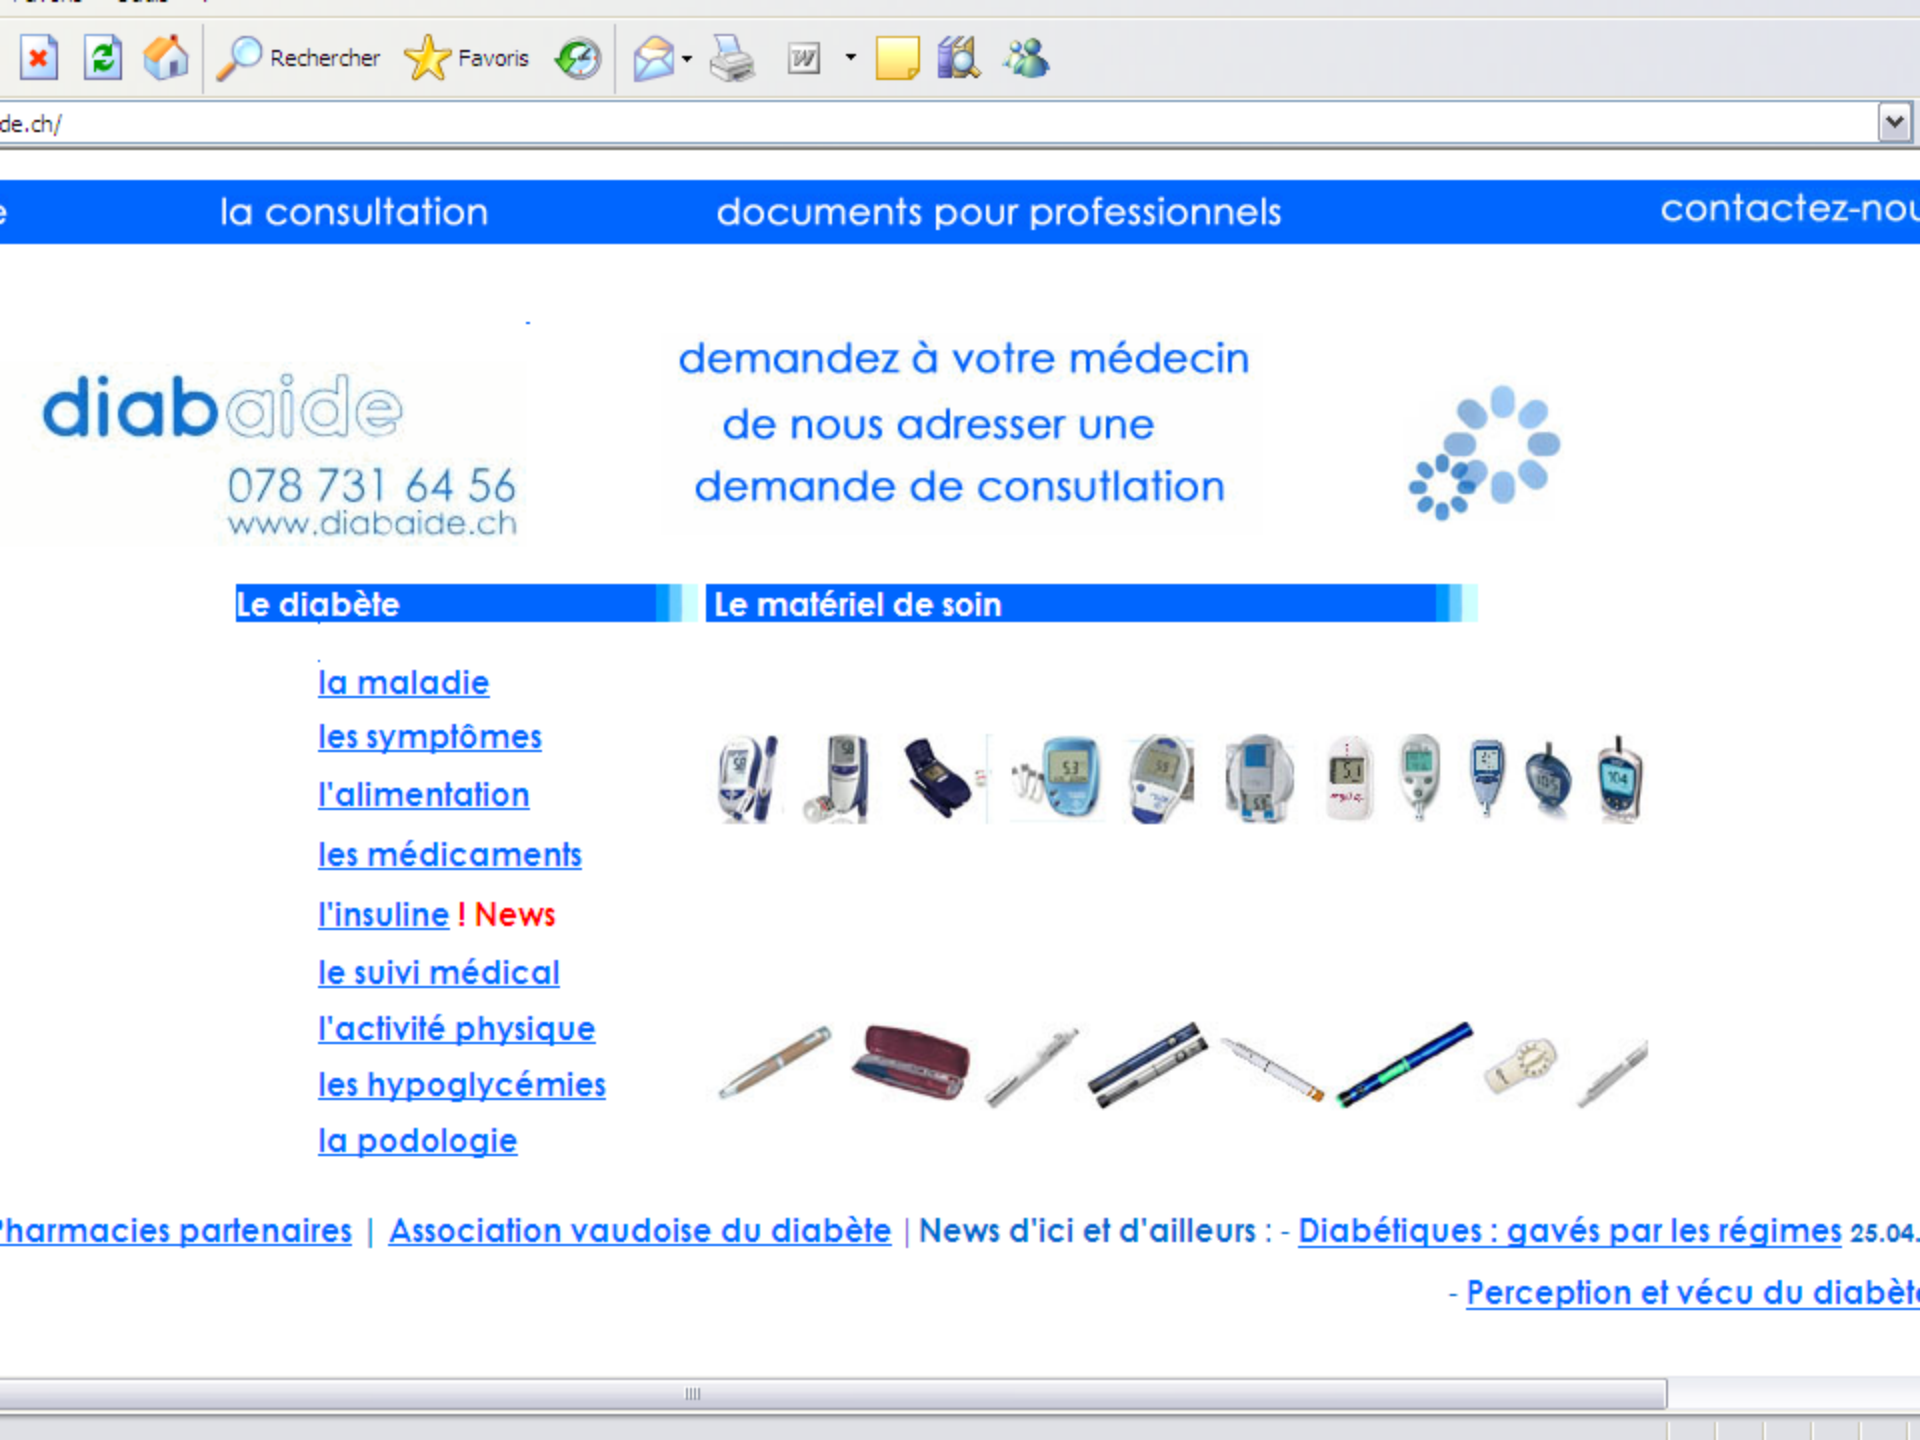 Rechercher Favoris
de.ch/
la consultation documents pour professionnels contactez-nou
diabaide
078 731 64 56
www.diabaide.ch
demandez à votre médecin
de nous adresser une
demande de consutlation
Le diabète
Le matériel de soin
la maladie
les symptômes
l'alimentation
les médicaments
l'insuline ! News
le suivi médical
l'activité physique
les hypoglycémies
la podologie
Pharmacies partenaires | Association vaudoise du diabète | News d'ici et d'ailleurs : - Diabétiques : gavés par les régimes 25.04.
- Perception et vécu du diabète